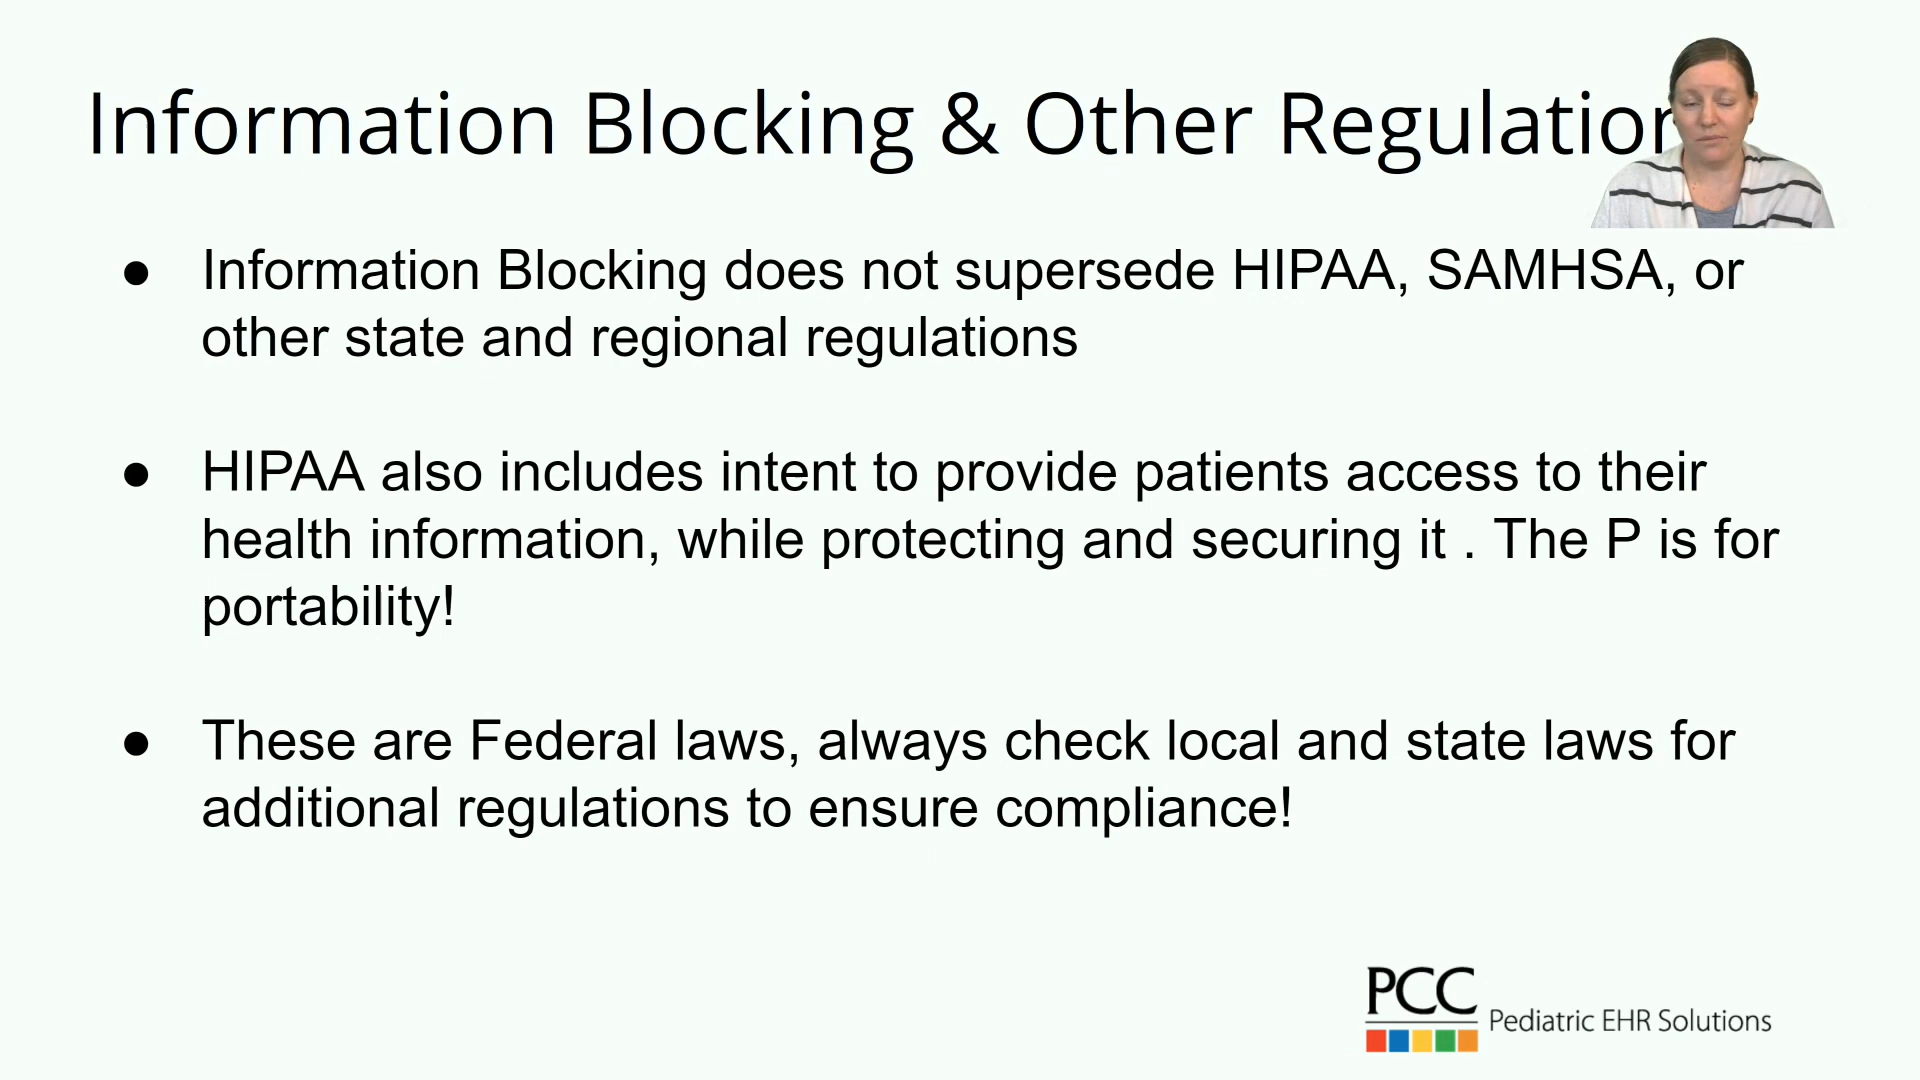 Information Blocking & Other Regulation
● Information Blocking does not supersede HIPAA, SAMHSA, or
other state and regional regulations
● HIPAA also includes intent to provide patients access to their
health information, while protecting and securing it . The P is for
portability!
● These are Federal laws, always check local and state laws for
additional regulations to ensure compliance!
PCC
Pediatric EHR Solutions